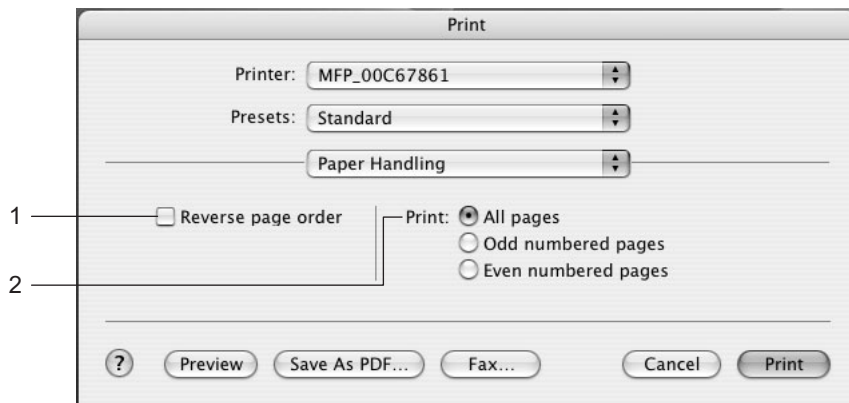 Print
Printer: MFP_00C67861
Presets: Standard
Paper Handling
1 Reverse page order Print: All pages
Odd numbered pages
2 Even numbered pages
? Preview Save As PDF... Fax... Cancel Print